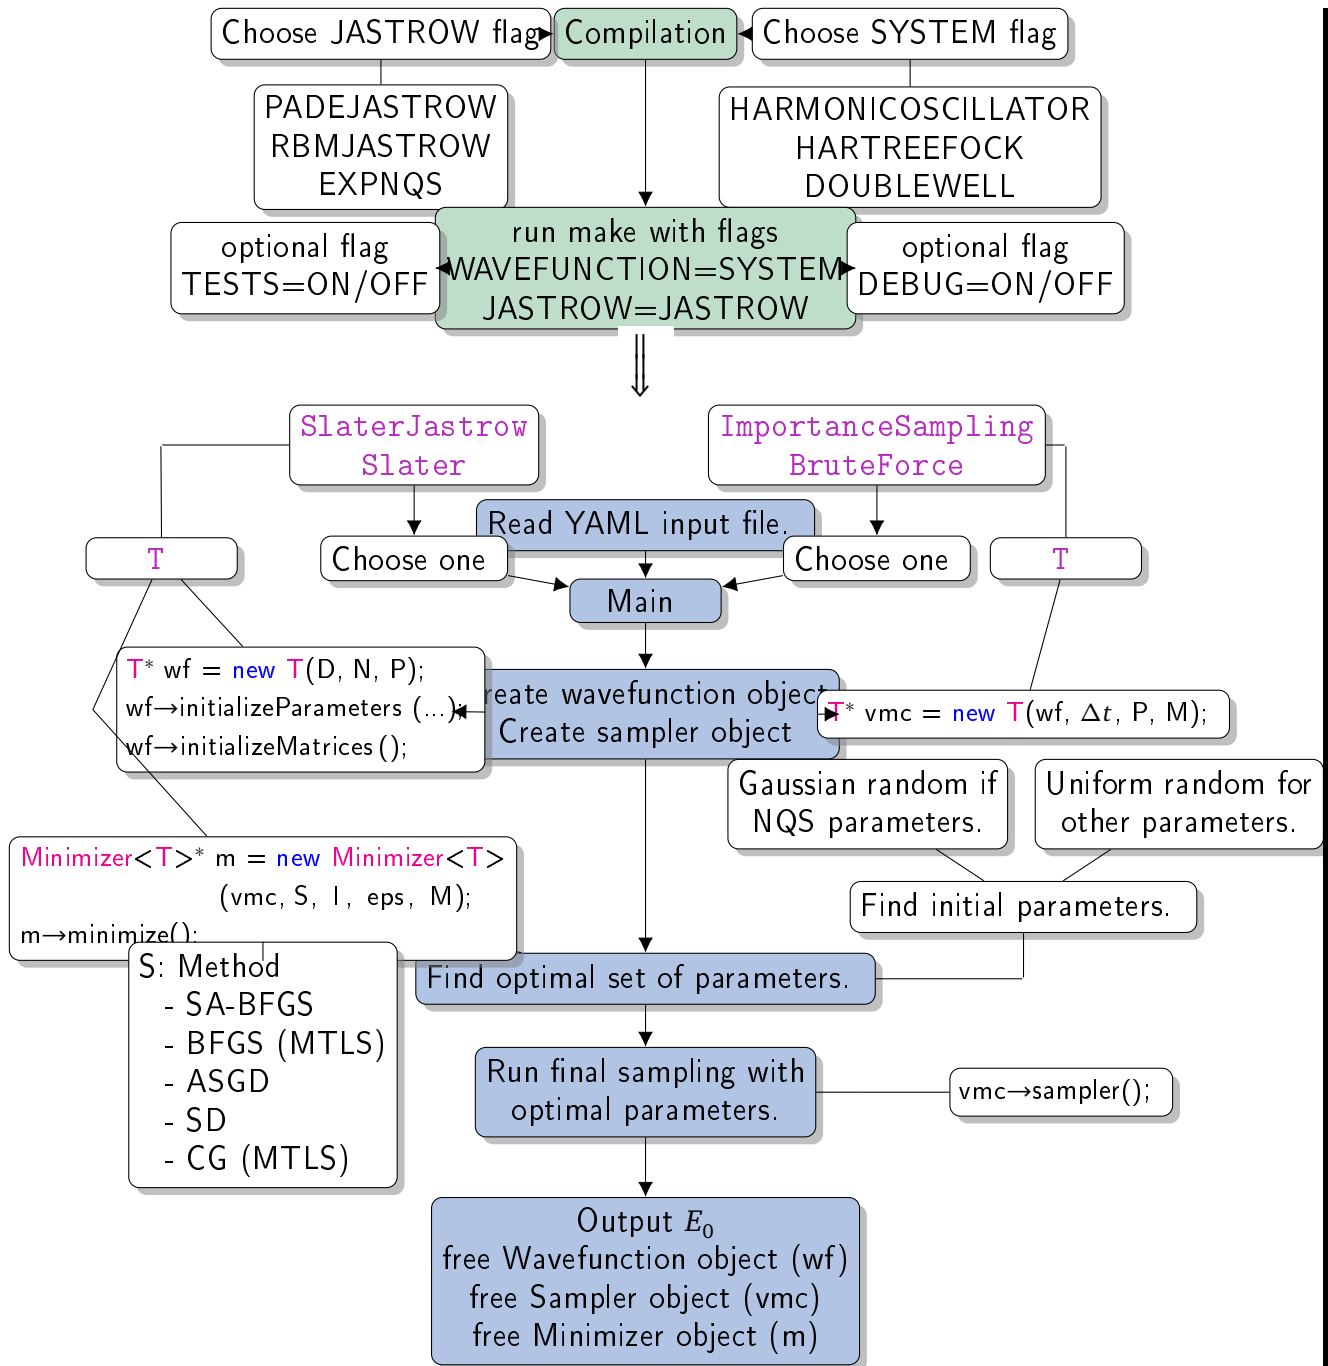 Choose JASTROW flag
Compilation
Choose SYSTEM flag
PADEJASTROW
RBMJASTROW
EXPNQS
HARMONICOSCILLATOR
HARTREEFOCK
DOUBLEWELL
optional flag
TESTS=ON/OFF
run make with flags
WAVEFUNCTION=SYSTEM
JASTROW=JASTROW
optional flag
DEBUG=ON/OFF
⇓
SlaterJastrow
Slater
ImportanceSampling
BruteForce
Read YAML input file.
T
Choose one
Choose one
T
Main
T* wf = new T(D, N, P);
wf→initializeParameters (...);
wf→initializeMatrices ();
reate wavefunction object
Create sampler object
T* vmc = new T(wf, Δt, P, M);
Gaussian random if
NQS parameters.
Uniform random for
other parameters.
Minimizer<T>* m = new Minimizer<T>
(vmc, S, I, eps, M);
m→minimize();
Find initial parameters.
S: Method
- SA-BFGS
- BFGS (MTLS)
- ASGD
- SD
- CG (MTLS)
Find optimal set of parameters.
Run final sampling with
optimal parameters.
vmc→sampler();
Output E₀
free Wavefunction object (wf)
free Sampler object (vmc)
free Minimizer object (m)